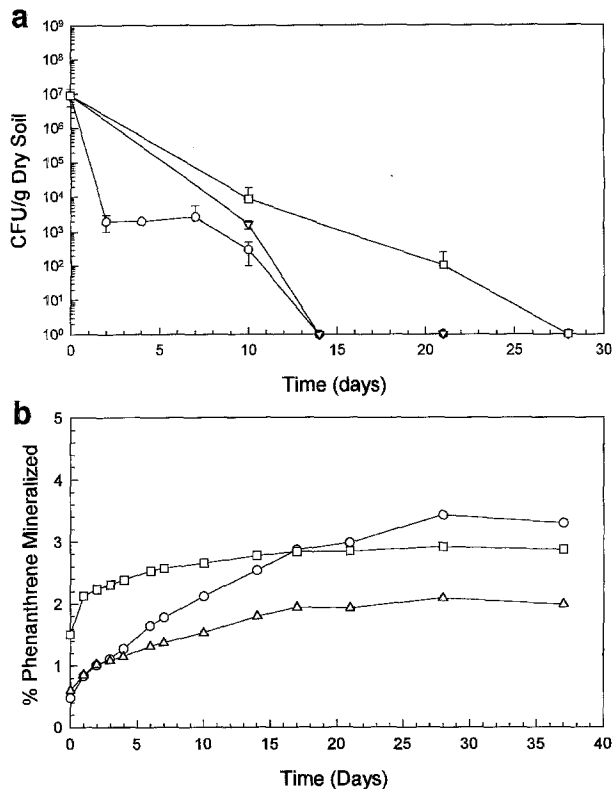 a
10⁹
10⁸
10⁷
10⁶
10⁵
10⁴
10³
10²
10¹
10⁰
CFU/g Dry Soil
0 5 10 15 20 25 30
Time (days)
b
5
4
3
2
1
0
% Phenanthrene Mineralized
0 5 10 15 20 25 30 35 40
Time (Days)